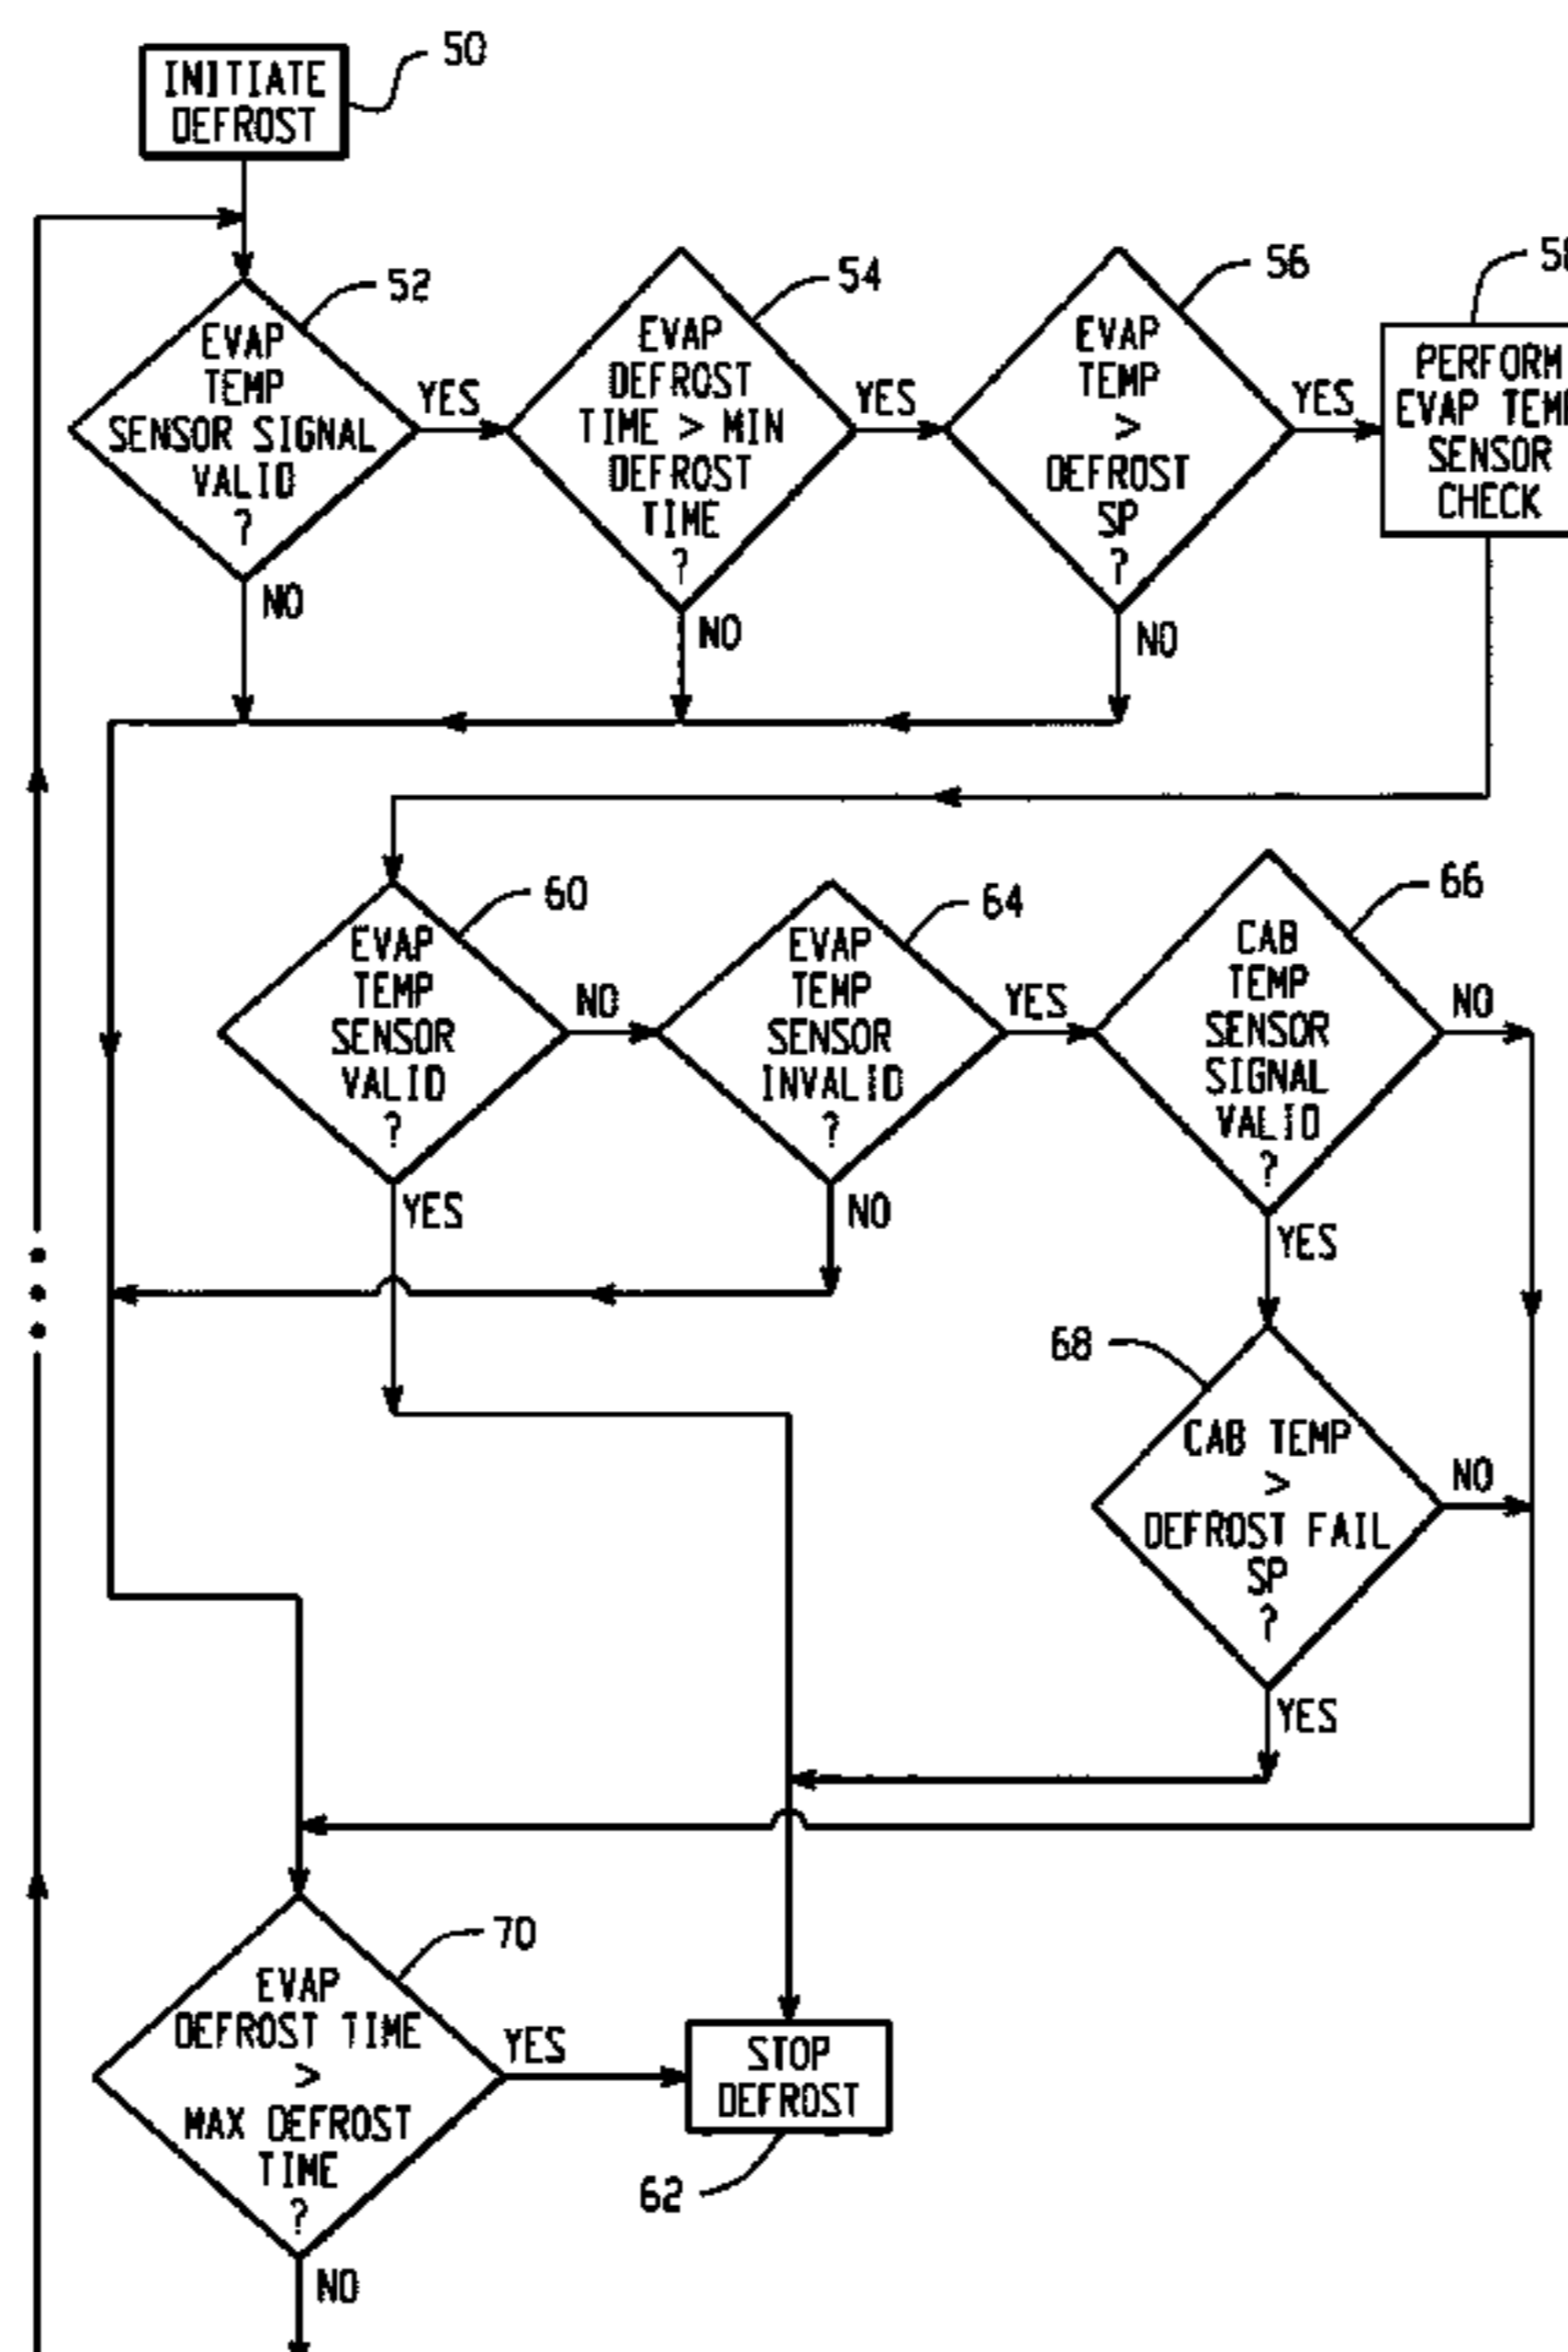 50
INITIATE
DEFROST
52
54
56
EVAP
TEMP
SENSOR SIGNAL
VALID
?
YES
NO
EVAP
DEFROST
TIME > MIN
DEFROST
TIME
?
YES
NO
EVAP
TEMP
>
DEFROST
SP
?
YES
NO
PERFORM
EVAP TEMP
SENSOR
CHECK
60
64
66
EVAP
TEMP
SENSOR
VALID
?
NO
YES
EVAP
TEMP
SENSOR
INVALID
?
YES
NO
CAB
TEMP
SENSOR
SIGNAL
VALID
?
NO
YES
68
CAB TEMP
>
DEFROST FAIL
SP
?
NO
YES
70
EVAP
DEFROST TIME
>
MAX DEFROST
TIME
?
YES
NO
STOP
DEFROST
62